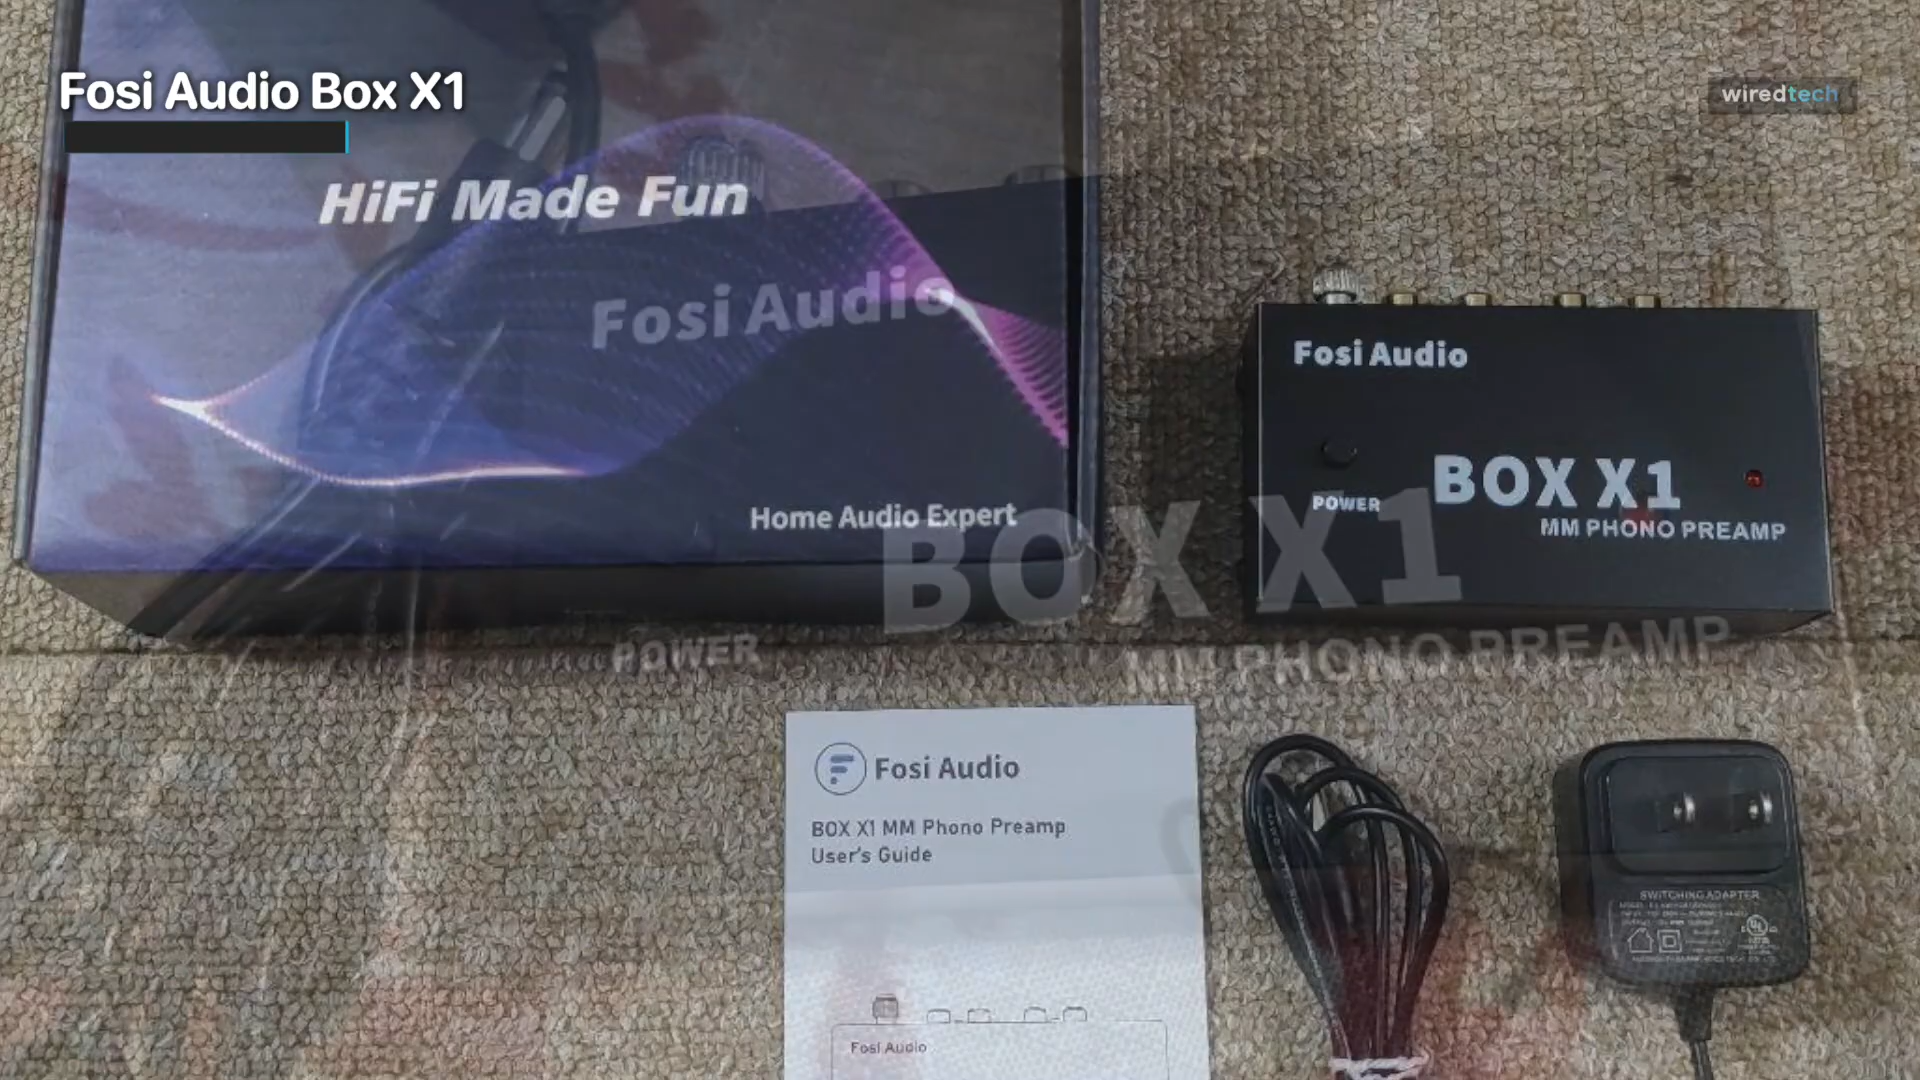 Fosi Audio Box X1
wiredtech
HiFi Made Fun
Fosi Audio
Home Audio Expert
Fosi Audio
POWER
BOX X1
MM PHONO PREAMP
BOX X1
POWER
MM PHONO PREAMP
Fosi Audio
BOX X1 MM Phono Preamp
User's Guide
Fosi Audio
SWITCHING ADAPTER